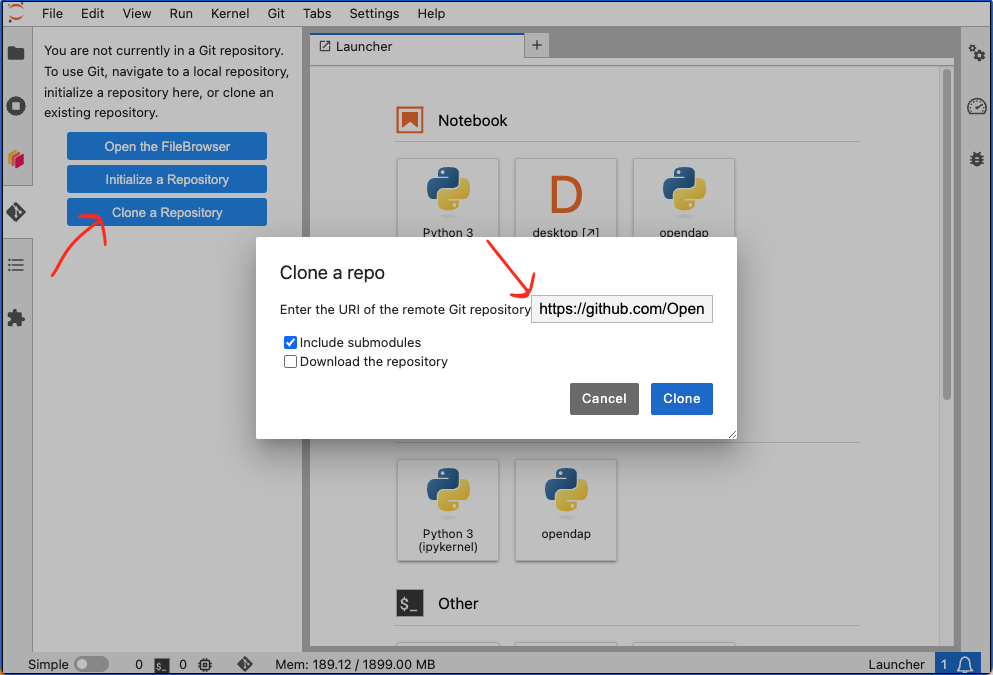 File Edit View Run Kernel Git Tabs Settings Help
You are not currently in a Git repository.
To use Git, navigate to a local repository,
initialize a repository here, or clone an
existing repository.
Open the FileBrowser
Initialize a Repository
Clone a Repository
Launcher
+
Notebook
Python 3
D
desktop [↗]
opendap
Clone a repo
Enter the URI of the remote Git repository
https://github.com/Open
Include submodules
Download the repository
Cancel
Clone
Python 3
(ipykernel)
opendap
$_
Other
Simple 0 $_ 0 Mem: 189.12 / 1899.00 MB Launcher 1